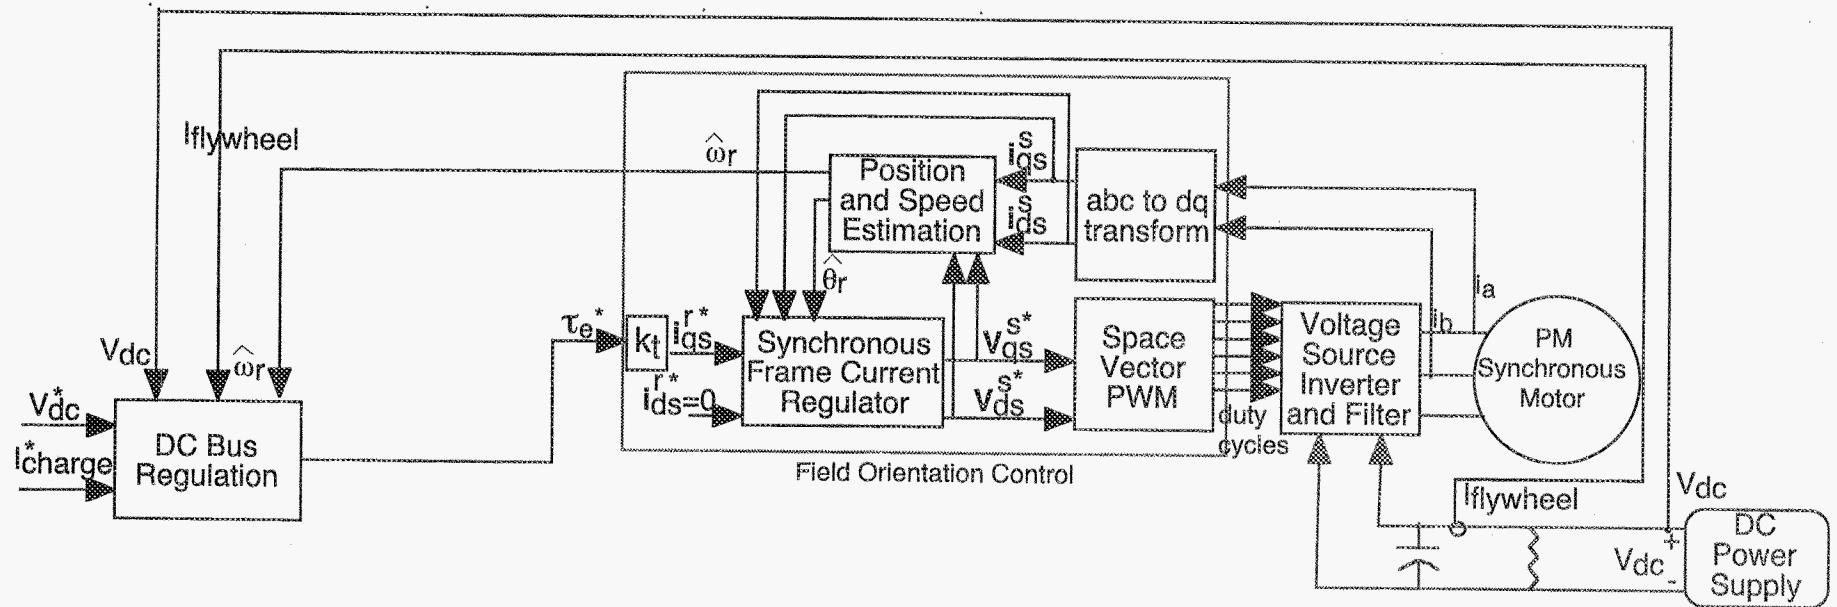 Iflywheel
ω̂r
Position
and Speed
Estimation
i^s_qs
i^s_ds
abc to dq
transform
θ̂r
ia
ib
τe*
kt
i^r*_qs
i^r*_ds=0
Synchronous
Frame Current
Regulator
v^s*_qs
v^s*_ds
Space
Vector
PWM
duty
cycles
Voltage
Source
Inverter
and Filter
PM
Synchronous
Motor
Vdc
ω̂r
V*dc
I*charge
DC Bus
Regulation
Field Orientation Control
Iflywheel
Vdc
Vdc
+
-
DC
Power
Supply